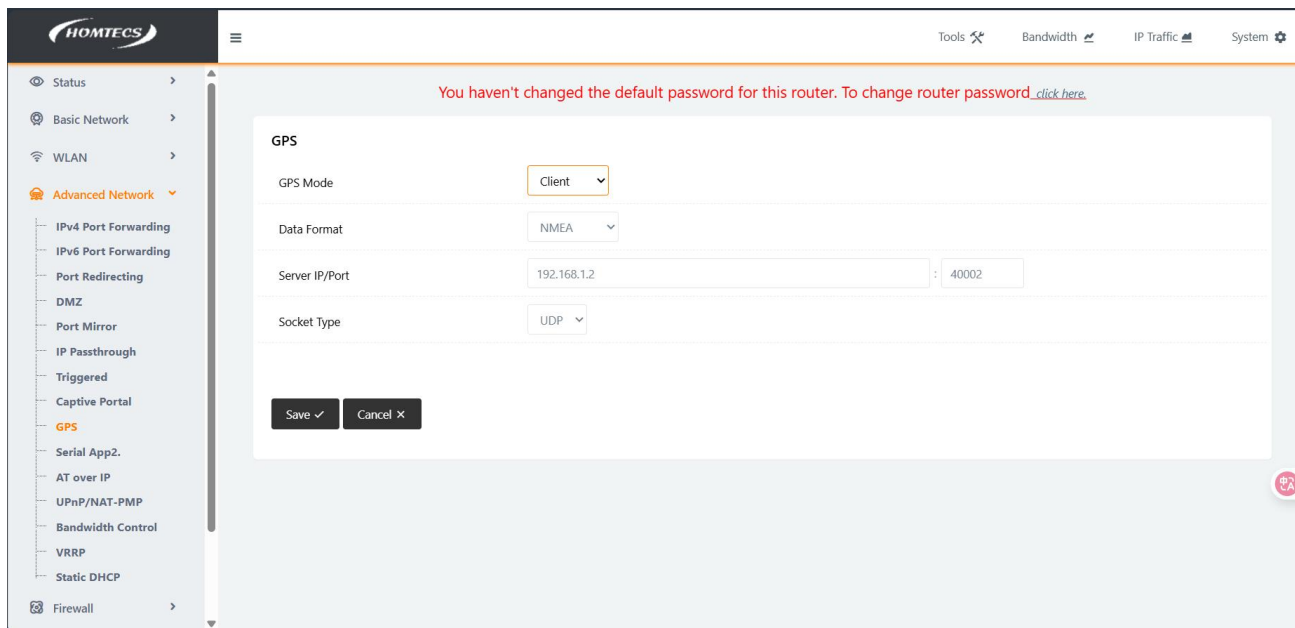 HOMTECS
Tools
Bandwidth
IP Traffic
System
Status
Basic Network
WLAN
Advanced Network
IPv4 Port Forwarding
IPv6 Port Forwarding
Port Redirecting
DMZ
Port Mirror
IP Passthrough
Triggered
Captive Portal
GPS
Serial App2.
AT over IP
UPnP/NAT-PMP
Bandwidth Control
VRRP
Static DHCP
Firewall
You haven't changed the default password for this router. To change router password click here.
GPS
GPS Mode Client
Data Format NMEA
Server IP/Port 192.168.1.2 : 40002
Socket Type UDP
Save Cancel
中A